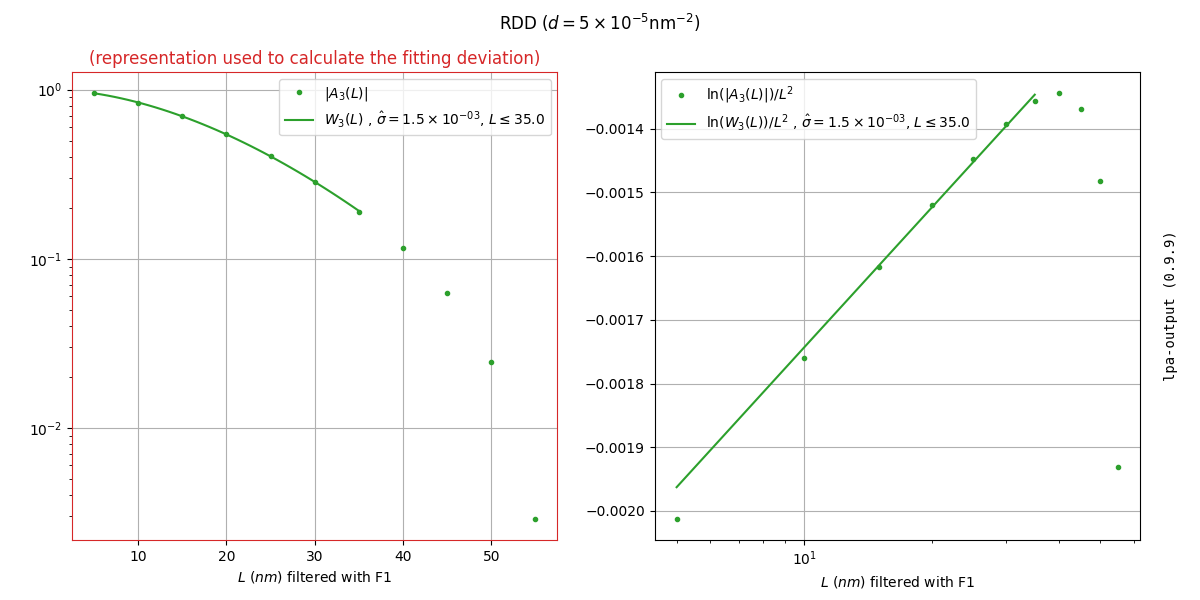 RDD ($d = 5 \times 10^{-5}\mathrm{nm}^{-2}$)
(representation used to calculate the fitting deviation)
$|A_3(L)|$
$W_3(L)$ , $\hat{\sigma} = 1.5 \times 10^{-03}$, $L \leq 35.0$
$10^0$
$10^{-1}$
$10^{-2}$
10 20 30 40 50
$L$ $(nm)$ filtered with F1
$\ln(|A_3(L)|)/L^2$
$\ln(W_3(L))/L^2$ , $\hat{\sigma} = 1.5 \times 10^{-03}$, $L \leq 35.0$
−0.0014
−0.0015
−0.0016
−0.0017
−0.0018
−0.0019
−0.0020
$10^1$
$L$ $(nm)$ filtered with F1
lpa-output (0.9.9)